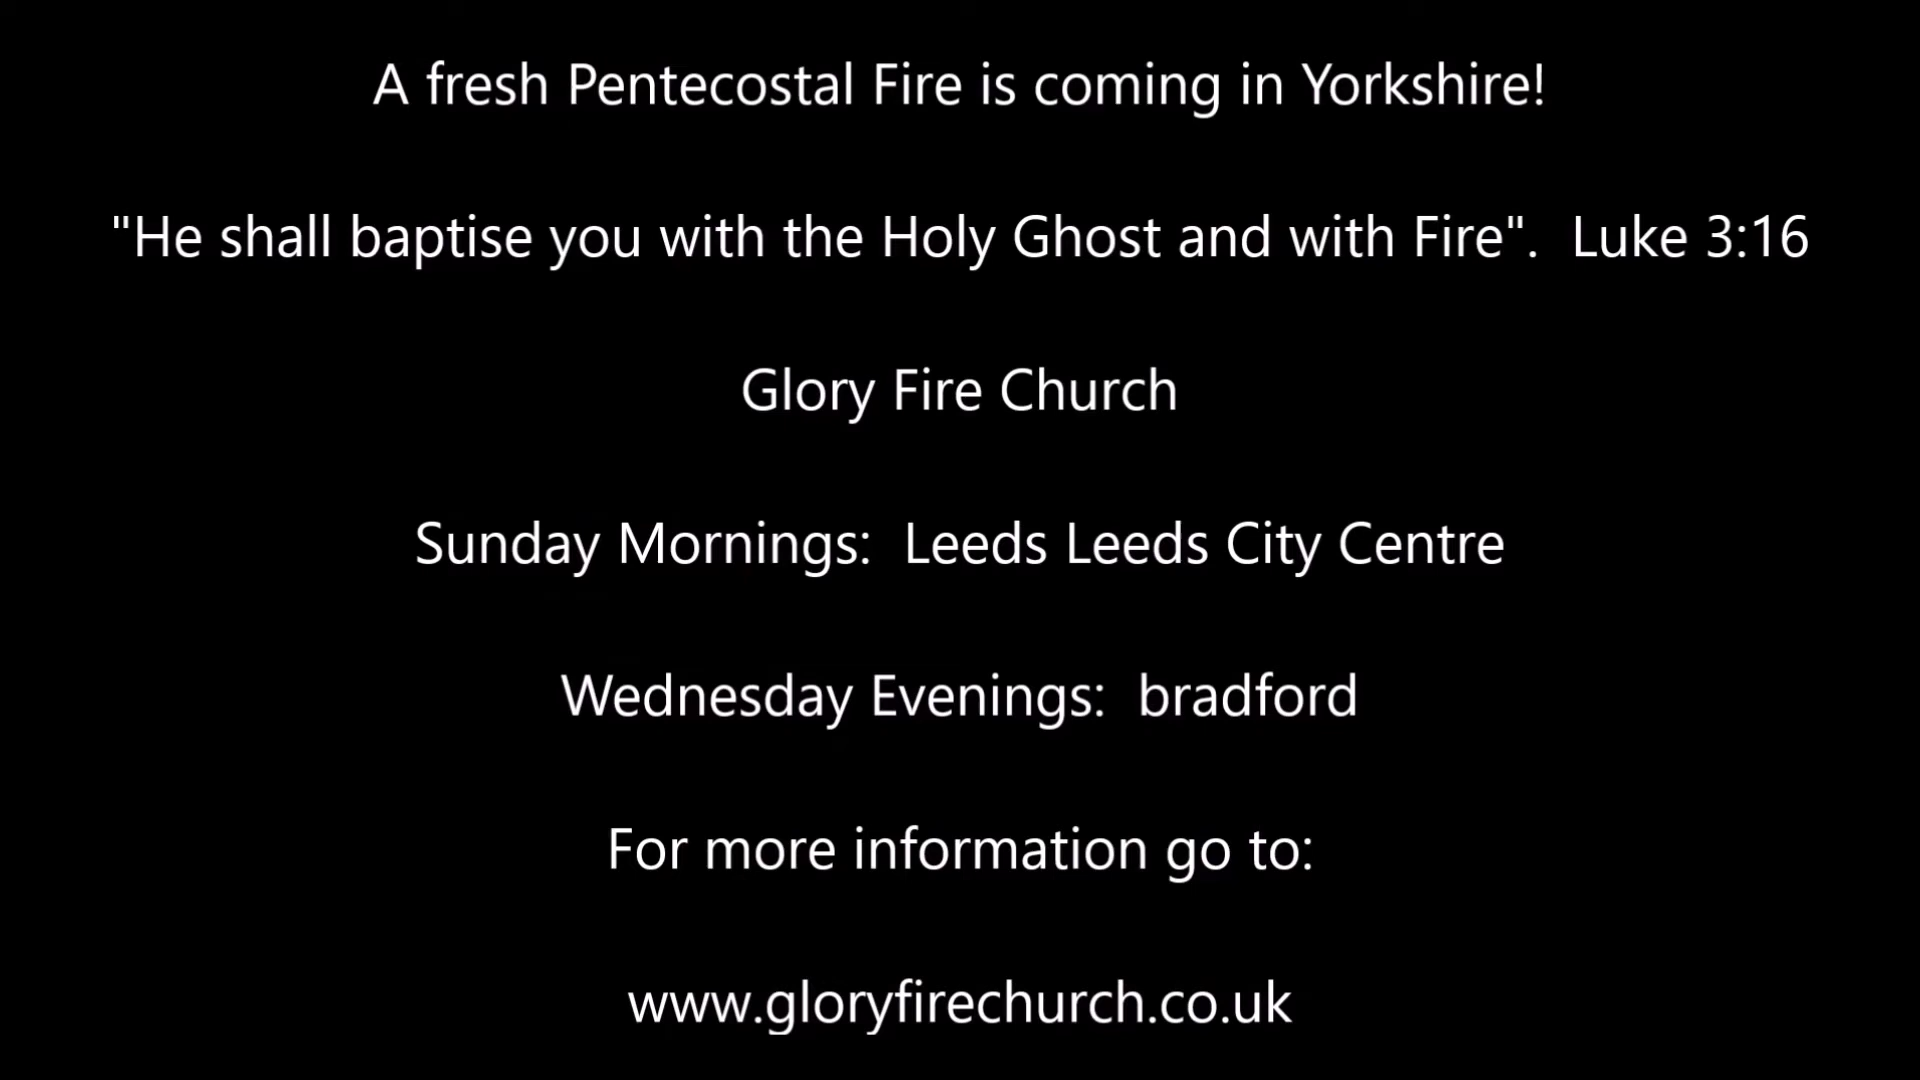 A fresh Pentecostal Fire is coming in Yorkshire!
"He shall baptise you with the Holy Ghost and with Fire".  Luke 3:16
Glory Fire Church
Sunday Mornings:  Leeds Leeds City Centre
Wednesday Evenings:  bradford
For more information go to:
www.gloryfirechurch.co.uk